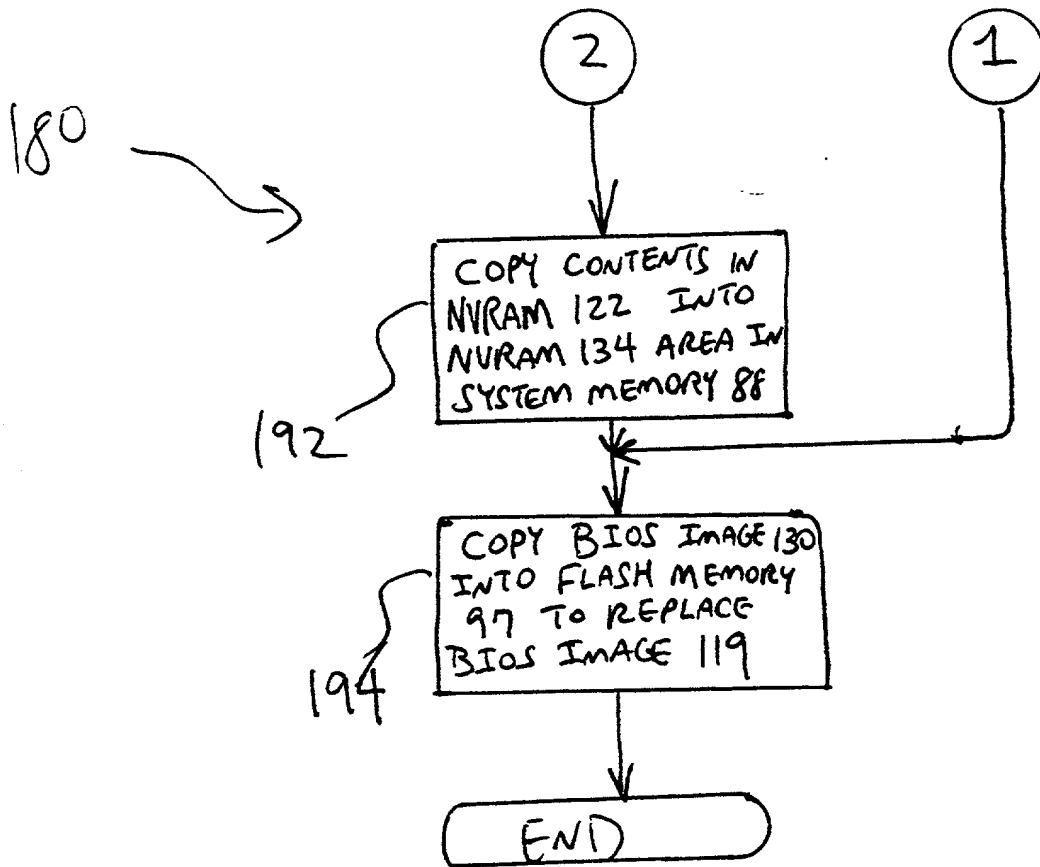 2
1
180
COPY CONTENTS IN
NVRAM 122 INTO
NVRAM 134 AREA IN
SYSTEM MEMORY 88
192
COPY BIOS IMAGE 130
INTO FLASH MEMORY
97 TO REPLACE
BIOS IMAGE 119
194
END